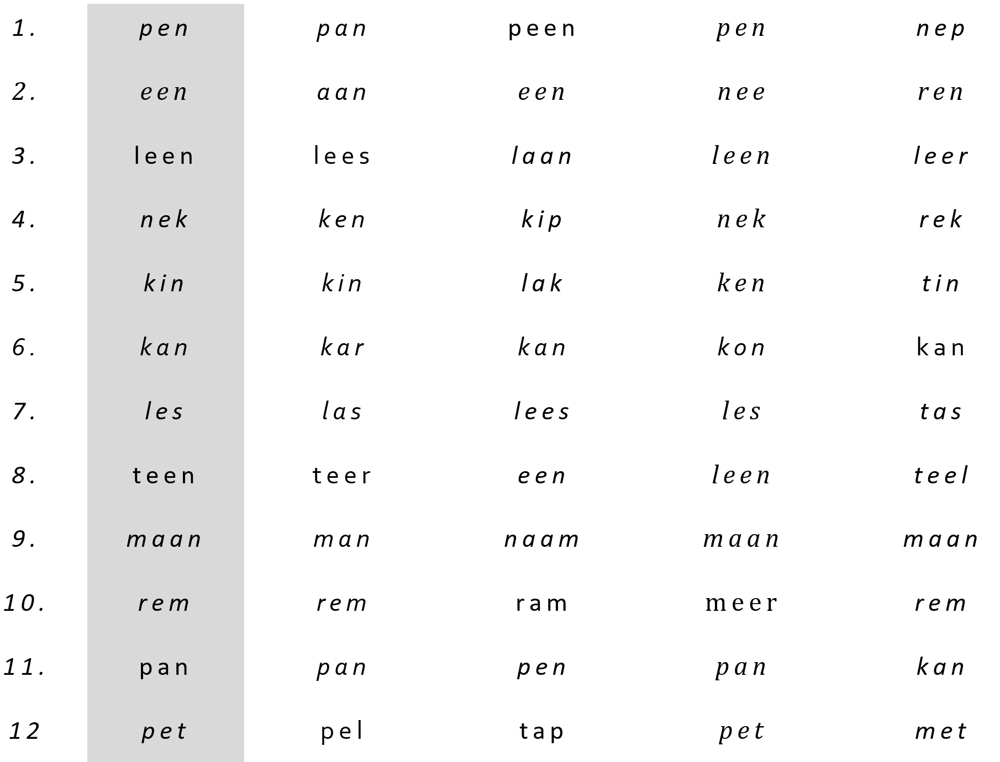 1. pen pan peen pen nep
2. een aan een nee ren
3. leen lees laan leen leer
4. nek ken kip nek rek
5. kin kin lak ken tin
6. kan kar kan kon kan
7. les las lees les tas
8. teen teer een leen teel
9. maan man naam maan maan
10. rem rem ram meer rem
11. pan pan pen pan kan
12 pet pel tap pet met